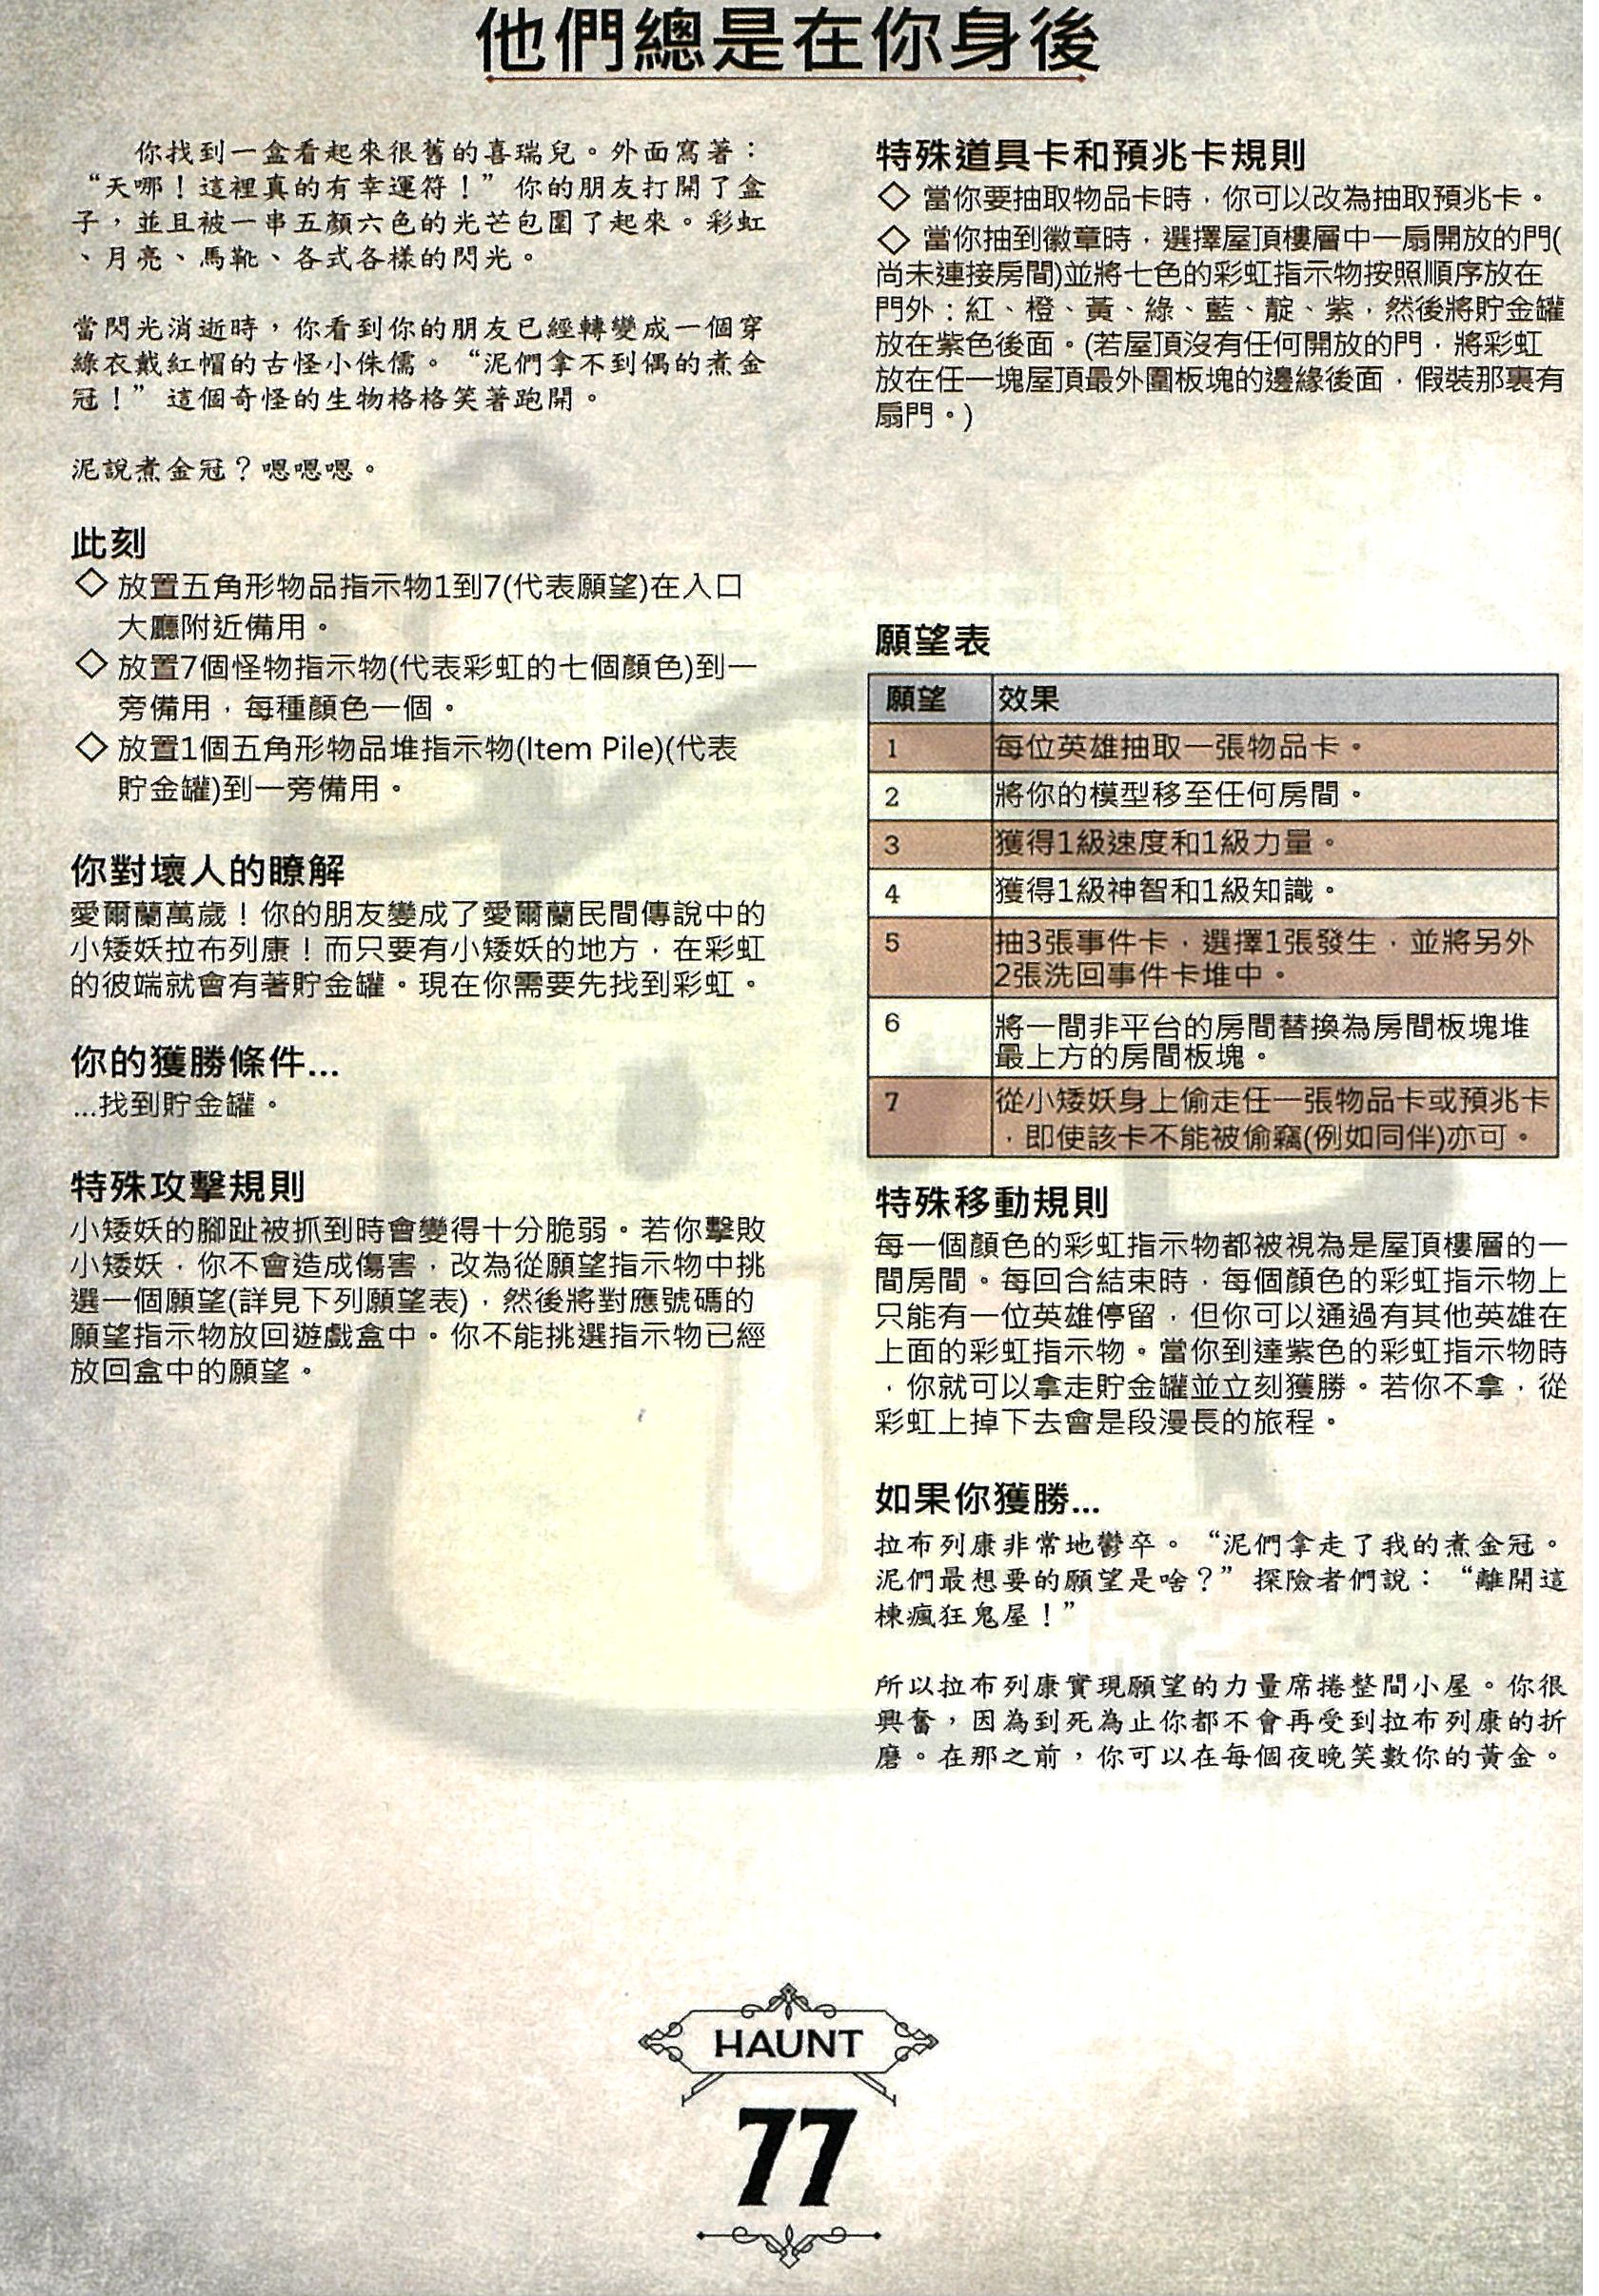 他們總是在你身後
你找到一盒看起來很舊的喜瑞兒。外面寫著：
“天哪！這裡真的有幸運符！”你的朋友打開了盒
子，並且被一串五顏六色的光芒包圍了起來。彩虹
、月亮、馬靴、各式各樣的閃光。
當閃光消逝時，你看到你的朋友已經轉變成一個穿
綠衣戴紅帽的古怪小侏儒。“泥們拿不到偶的煮金
冠！”這個奇怪的生物格格笑著跑開。
泥說煮金冠？嗯嗯嗯。
此刻
◇ 放置五角形物品指示物1到7(代表願望)在入口
大廳附近備用。
◇ 放置7個怪物指示物(代表彩虹的七個顏色)到一
旁備用，每種顏色一個。
◇ 放置1個五角形物品堆指示物(Item Pile)(代表
貯金罐)到一旁備用。
你對壞人的瞭解
愛爾蘭萬歲！你的朋友變成了愛爾蘭民間傳說中的
小矮妖拉布列康！而只要有小矮妖的地方，在彩虹
的彼端就會有著貯金罐。現在你需要先找到彩虹。
你的獲勝條件...
...找到貯金罐。
特殊攻擊規則
小矮妖的腳趾被抓到時會變得十分脆弱。若你擊敗
小矮妖，你不會造成傷害，改為從願望指示物中挑
選一個願望(詳見下列願望表)，然後將對應號碼的
願望指示物放回遊戲盒中。你不能挑選指示物已經
放回盒中的願望。
特殊道具卡和預兆卡規則
◇ 當你要抽取物品卡時，你可以改為抽取預兆卡。
◇ 當你抽到徽章時，選擇屋頂樓層中一扇開放的門(
尚未連接房間)並將七色的彩虹指示物按照順序放在
門外：紅、橙、黃、綠、藍、靛、紫，然後將貯金罐
放在紫色後面。(若屋頂沒有任何開放的門，將彩虹
放在任一塊屋頂最外圍板塊的邊緣後面，假裝那裏有
扇門。)
願望表
願望 效果
1 每位英雄抽取一張物品卡。
2 將你的模型移至任何房間。
3 獲得1級速度和1級力量。
4 獲得1級神智和1級知識。
5 抽3張事件卡，選擇1張發生，並將另外
2張洗回事件卡堆中。
6 將一間非平台的房間替換為房間板塊堆
最上方的房間板塊。
7 從小矮妖身上偷走任一張物品卡或預兆卡
，即使該卡不能被偷竊(例如同伴)亦可。
特殊移動規則
每一個顏色的彩虹指示物都被視為是屋頂樓層的一
間房間。每回合結束時，每個顏色的彩虹指示物上
只能有一位英雄停留，但你可以通過有其他英雄在
上面的彩虹指示物。當你到達紫色的彩虹指示物時
，你就可以拿走貯金罐並立刻獲勝。若你不拿，從
彩虹上掉下去會是段漫長的旅程。
如果你獲勝...
拉布列康非常地鬱卒。“泥們拿走了我的煮金冠。
泥們最想要的願望是啥？”探險者們說：“離開這
棟瘋狂鬼屋！”
所以拉布列康實現願望的力量席捲整間小屋。你很
興奮，因為到死為止你都不會再受到拉布列康的折
磨。在那之前，你可以在每個夜晚笑數你的黃金。
HAUNT
77